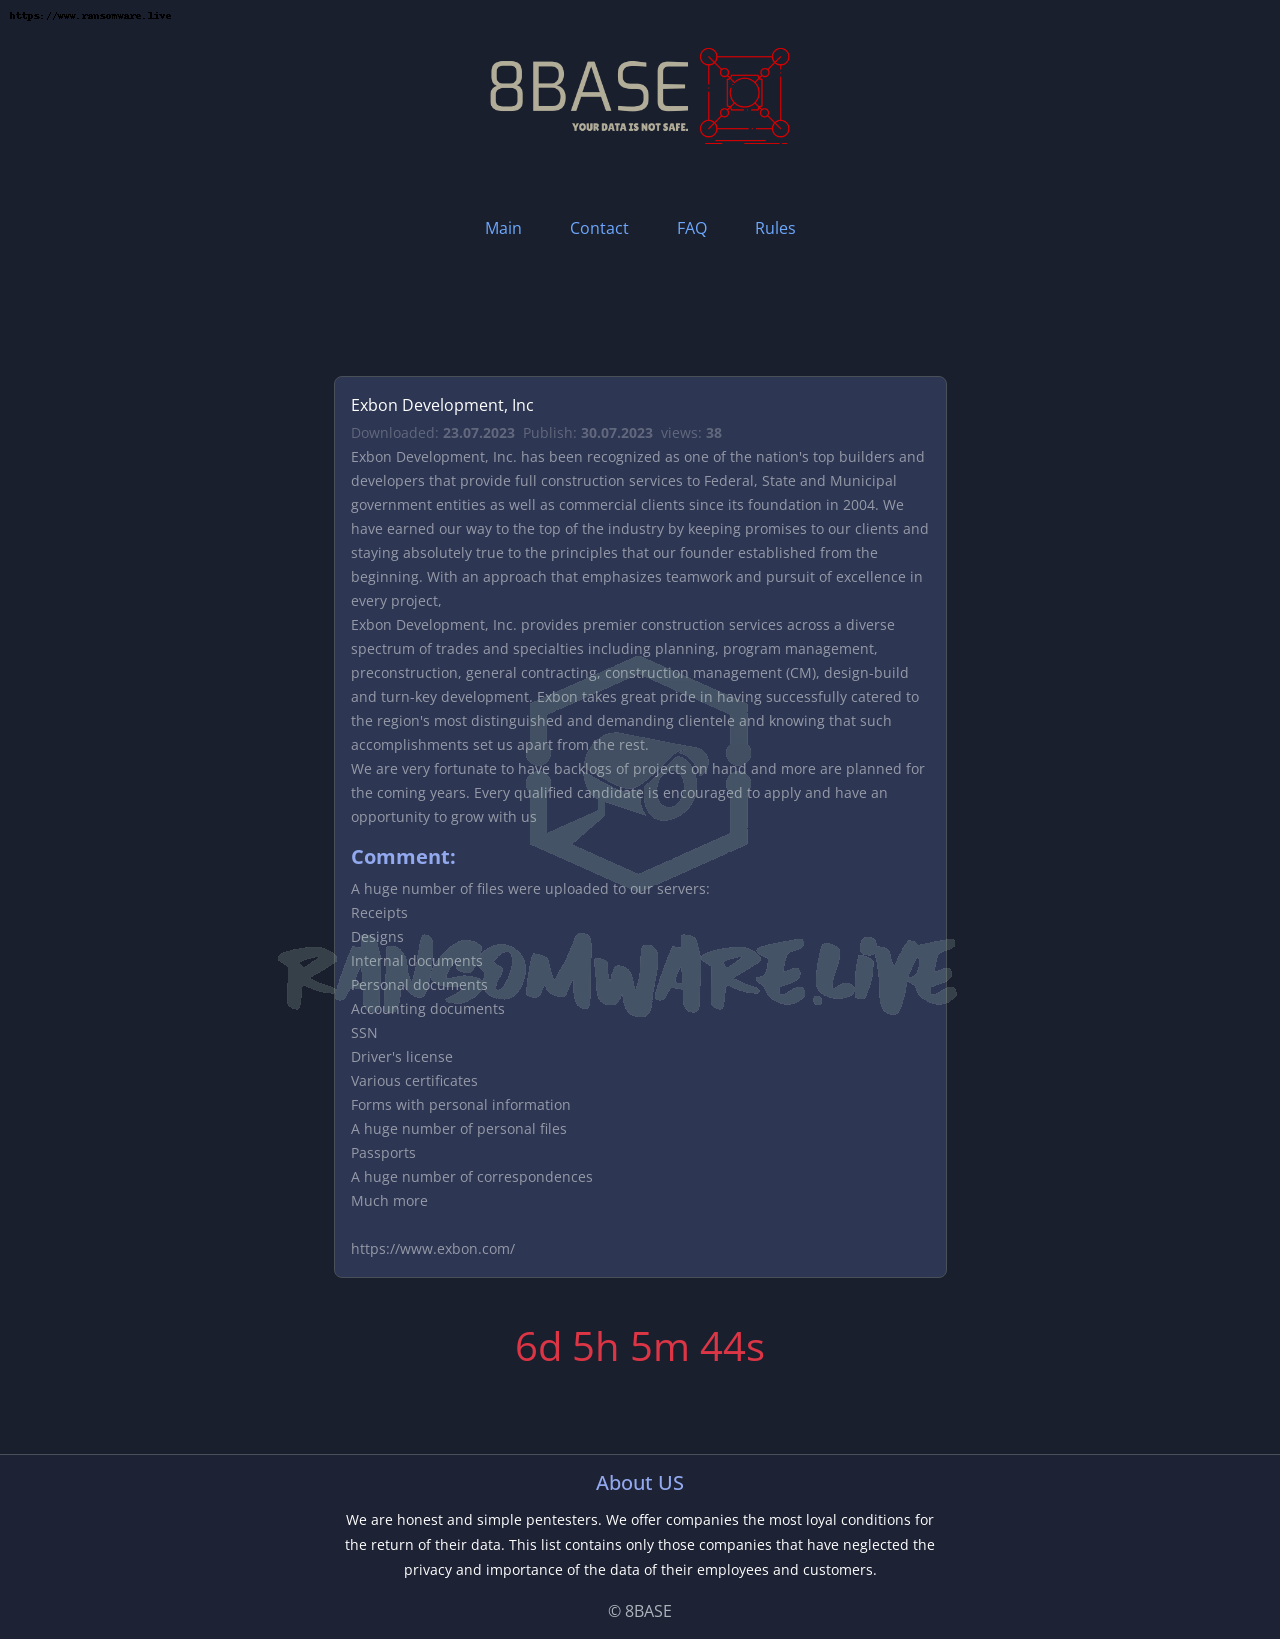 https://www.ransomware.live
8BASE
YOUR DATA IS NOT SAFE.
Main Contact FAQ Rules
Exbon Development, Inc
Downloaded: 23.07.2023 Publish: 30.07.2023 views: 38
Exbon Development, Inc. has been recognized as one of the nation's top builders and
developers that provide full construction services to Federal, State and Municipal
government entities as well as commercial clients since its foundation in 2004. We
have earned our way to the top of the industry by keeping promises to our clients and
staying absolutely true to the principles that our founder established from the
beginning. With an approach that emphasizes teamwork and pursuit of excellence in
every project,
Exbon Development, Inc. provides premier construction services across a diverse
spectrum of trades and specialties including planning, program management,
preconstruction, general contracting, construction management (CM), design-build
and turn-key development. Exbon takes great pride in having successfully catered to
the region's most distinguished and demanding clientele and knowing that such
accomplishments set us apart from the rest.
We are very fortunate to have backlogs of projects on hand and more are planned for
the coming years. Every qualified candidate is encouraged to apply and have an
opportunity to grow with us
Comment:
A huge number of files were uploaded to our servers:
Receipts
Designs
Internal documents
RANSOMWARE.LIVE
Personal documents
Accounting documents
SSN
Driver's license
Various certificates
Forms with personal information
A huge number of personal files
Passports
A huge number of correspondences
Much more
https://www.exbon.com/
6d 5h 5m 44s
About US
We are honest and simple pentesters. We offer companies the most loyal conditions for
the return of their data. This list contains only those companies that have neglected the
privacy and importance of the data of their employees and customers.
© 8BASE